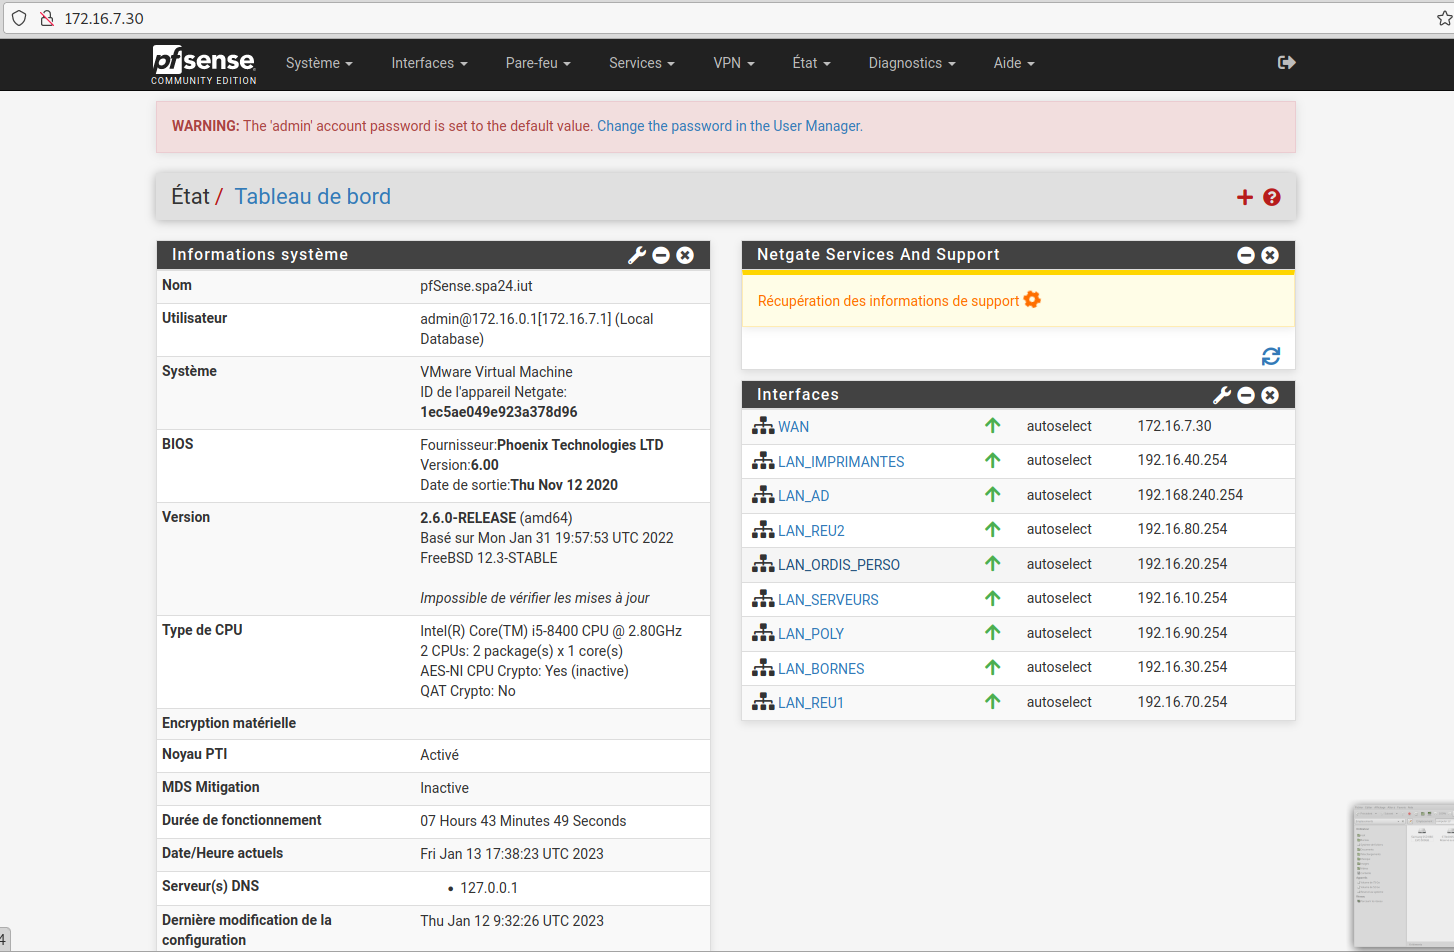 172.16.7.30
pfsense
COMMUNITY EDITION
Système Interfaces Pare-feu Services VPN État Diagnostics Aide
WARNING: The 'admin' account password is set to the default value. Change the password in the User Manager.
État / Tableau de bord
Informations système
Nom pfSense.spa24.iut
Utilisateur admin@172.16.0.1[172.16.7.1] (Local
Database)
Système VMware Virtual Machine
ID de l'appareil Netgate:
1ec5ae049e923a378d96
BIOS Fournisseur:Phoenix Technologies LTD
Version:6.00
Date de sortie:Thu Nov 12 2020
Version 2.6.0-RELEASE (amd64)
Basé sur Mon Jan 31 19:57:53 UTC 2022
FreeBSD 12.3-STABLE
Impossible de vérifier les mises à jour
Type de CPU Intel(R) Core(TM) i5-8400 CPU @ 2.80GHz
2 CPUs: 2 package(s) x 1 core(s)
AES-NI CPU Crypto: Yes (inactive)
QAT Crypto: No
Encryption matérielle
Noyau PTI Activé
MDS Mitigation Inactive
Durée de fonctionnement 07 Hours 43 Minutes 49 Seconds
Date/Heure actuels Fri Jan 13 17:38:23 UTC 2023
Serveur(s) DNS • 127.0.0.1
Dernière modification de la Thu Jan 12 9:32:26 UTC 2023
configuration
Netgate Services And Support
Récupération des informations de support
Interfaces
WAN autoselect 172.16.7.30
LAN_IMPRIMANTES autoselect 192.16.40.254
LAN_AD autoselect 192.168.240.254
LAN_REU2 autoselect 192.16.80.254
LAN_ORDIS_PERSO autoselect 192.16.20.254
LAN_SERVEURS autoselect 192.16.10.254
LAN_POLY autoselect 192.16.90.254
LAN_BORNES autoselect 192.16.30.254
LAN_REU1 autoselect 192.16.70.254
4